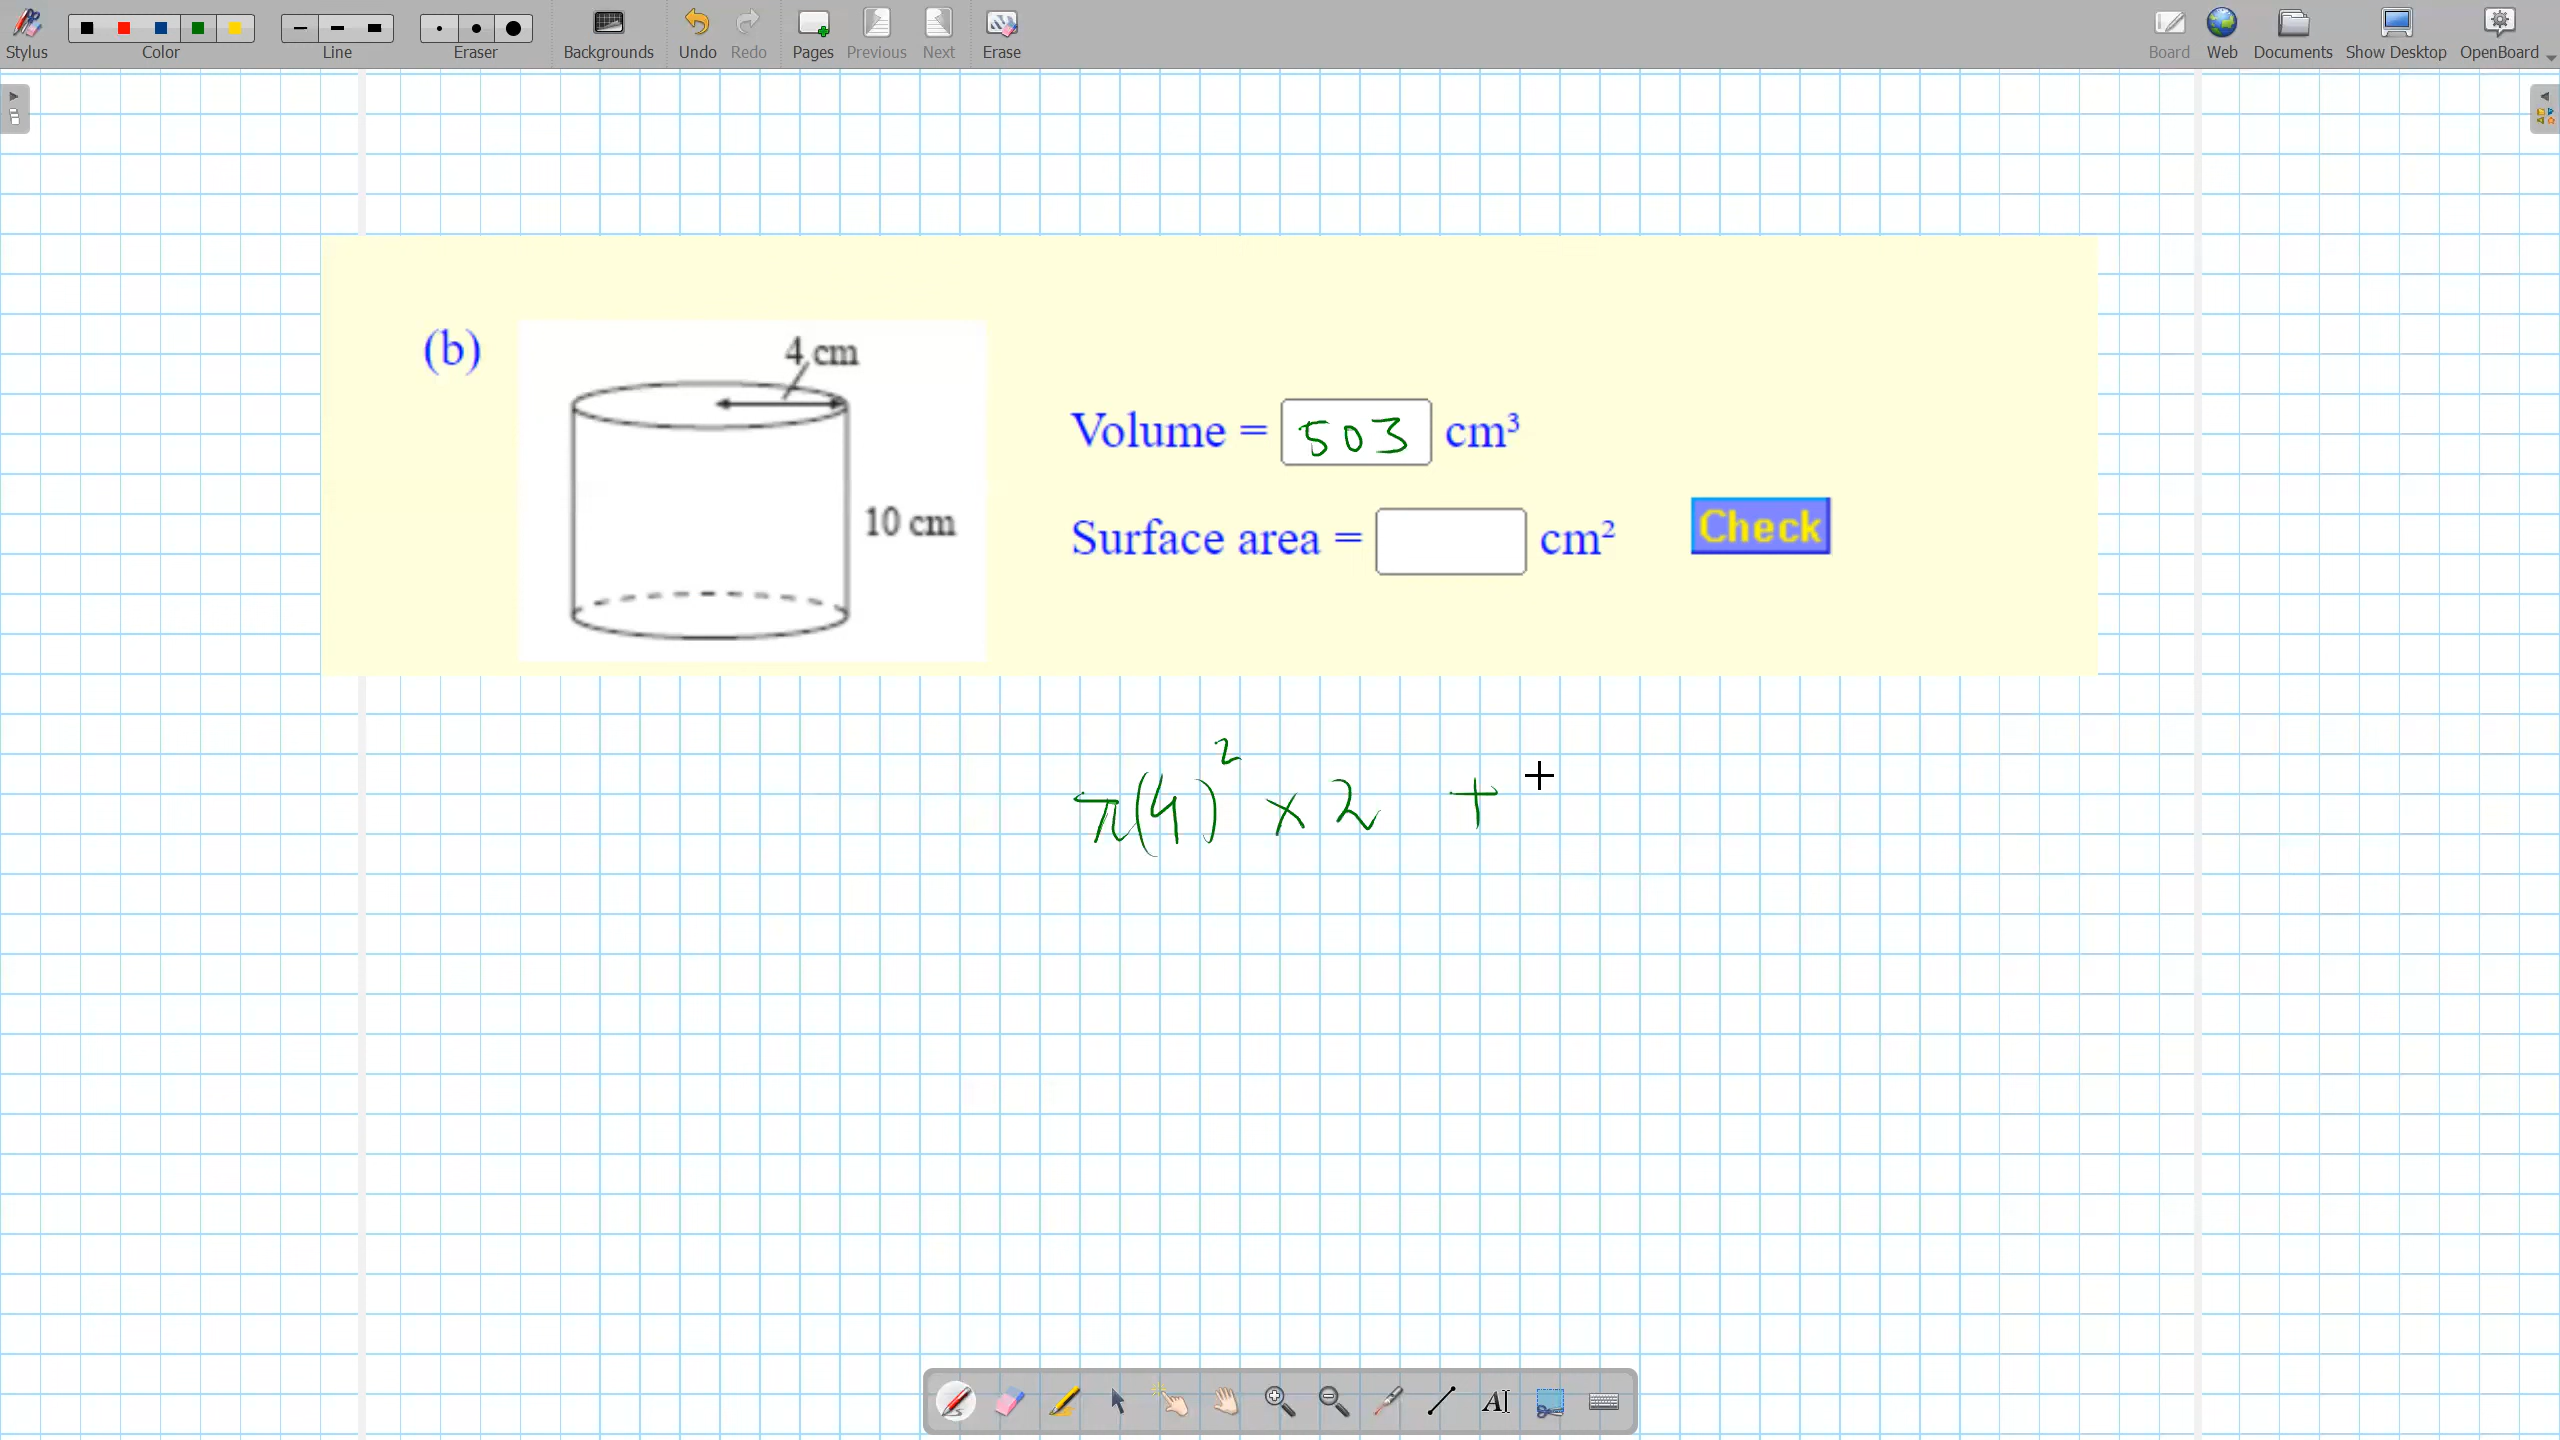 Stylus Color Line Eraser Backgrounds Undo Redo Pages Previous Next Erase Board Web Documents Show Desktop OpenBoard
(b)
4 cm
10 cm
Volume = 503 cm³
Surface area = cm²
Check
π(4)² × 2 +
AI